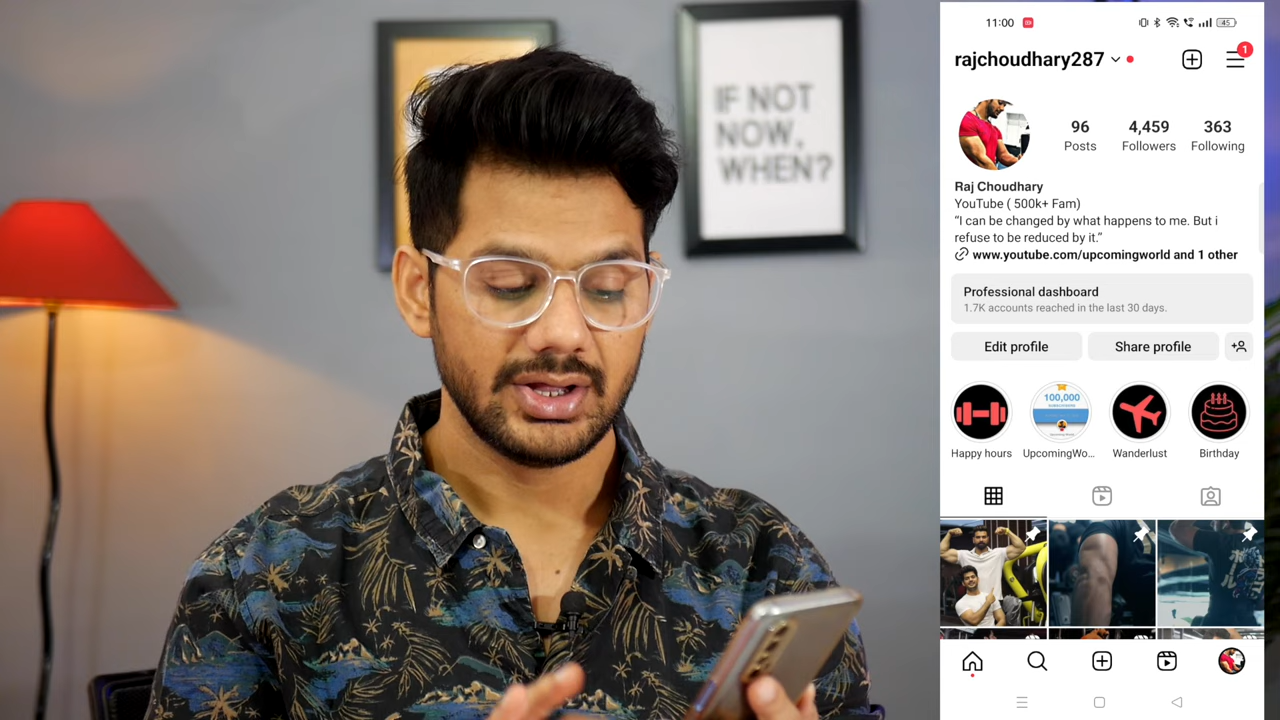 IF NOT
NOW,
WHEN?
11:00
45
rajchoudhary287
1
96
Posts
4,459
Followers
363
Following
Raj Choudhary
YouTube ( 500k+ Fam)
“I can be changed by what happens to me. But i
refuse to be reduced by it.”
www.youtube.com/upcomingworld and 1 other
Professional dashboard
1.7K accounts reached in the last 30 days.
Edit profile
Share profile
100,000
SUBSCRIBERS
Happy hours
UpcomingWo...
Wanderlust
Birthday